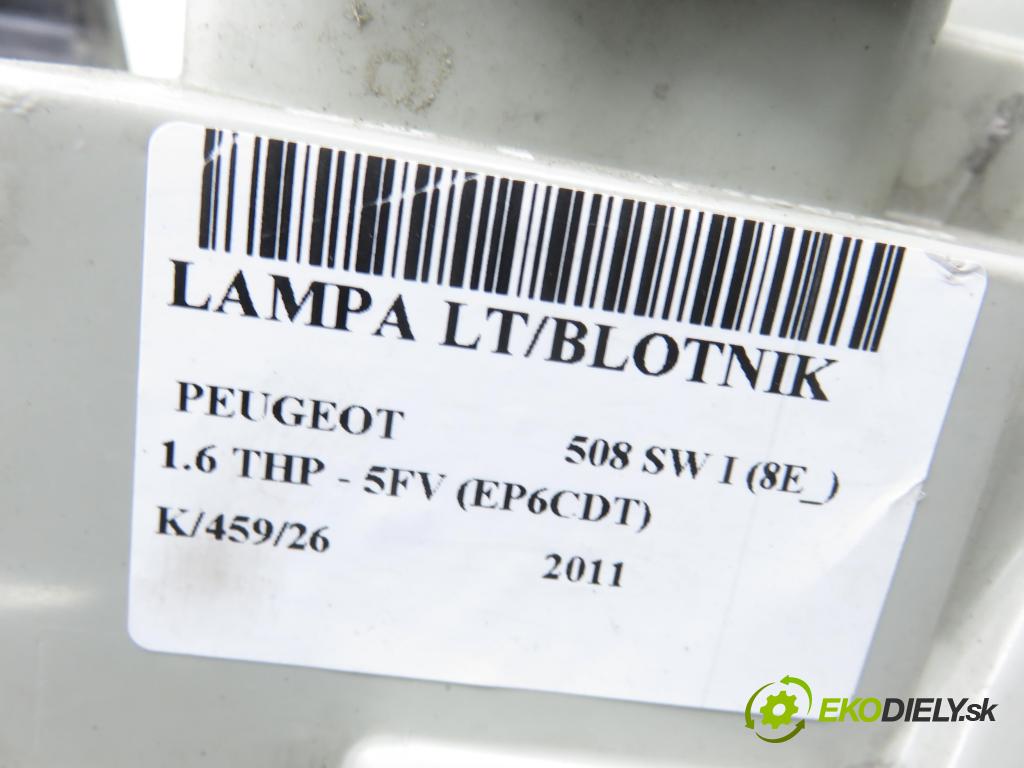 LAMPA LT/BLOTNIK
PEUGEOT 508 SW I (8E_)
1.6 THP - 5FV (EP6CDT)
K/459/26 2011
EKODIELY.sk